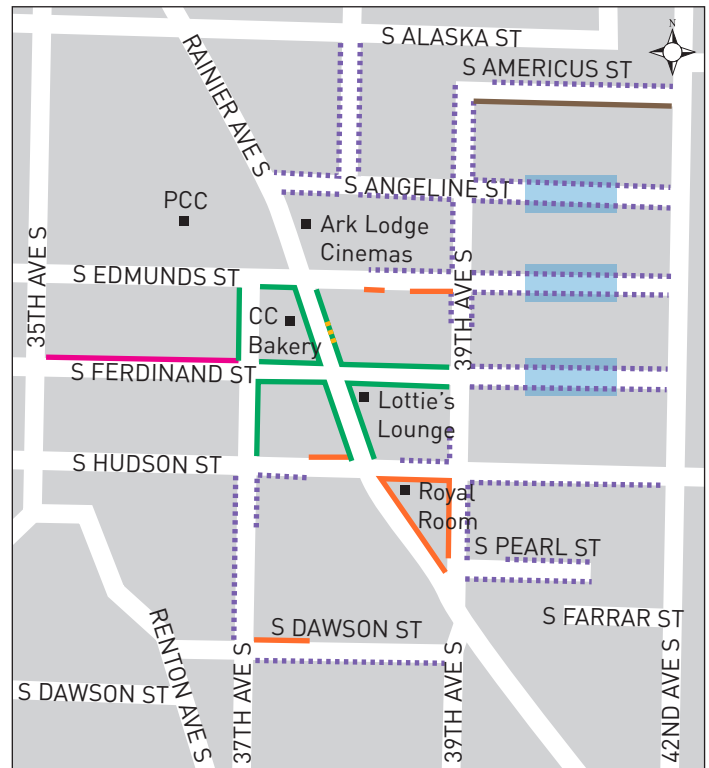 S ALASKA ST
N
RAINIER AVE S
S AMERICUS ST
S ANGELINE ST
PCC
Ark Lodge
Cinemas
35TH AVE S
S EDMUNDS ST
39TH AVE S
CC
Bakery
S FERDINAND ST
Lottie's
Lounge
S HUDSON ST
Royal
Room
S PEARL ST
RENTON AVE S
S DAWSON ST
S FARRAR ST
S DAWSON ST
37TH AVE S
39TH AVE S
42ND AVE S